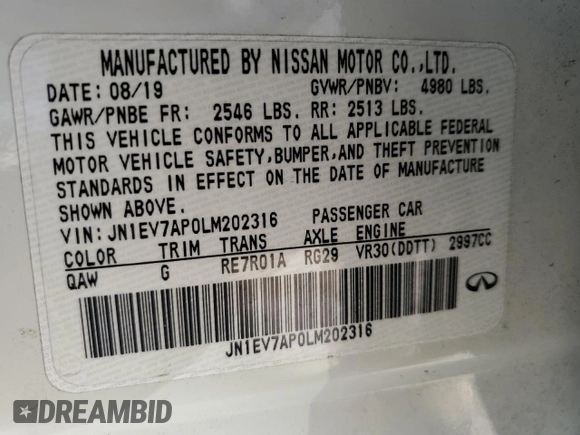 MANUFACTURED BY NISSAN MOTOR CO.,LTD.
DATE: 08/19 GVWR/PNBV: 4980 LBS.
GAWR/PNBE FR: 2546 LBS. RR: 2513 LBS.
THIS VEHICLE CONFORMS TO ALL APPLICABLE FEDERAL
MOTOR VEHICLE SAFETY,BUMPER,AND THEFT PREVENTION
STANDARDS IN EFFECT ON THE DATE OF MANUFACTURE
SHOWN ABOVE.
VIN: JN1EV7AP0LM202316 PASSENGER CAR
COLOR TRIM TRANS AXLE ENGINE
QAW G RE7R01A RG29 VR30(DDTT) 2997CC
JN1EV7AP0LM202316
DREAMBID